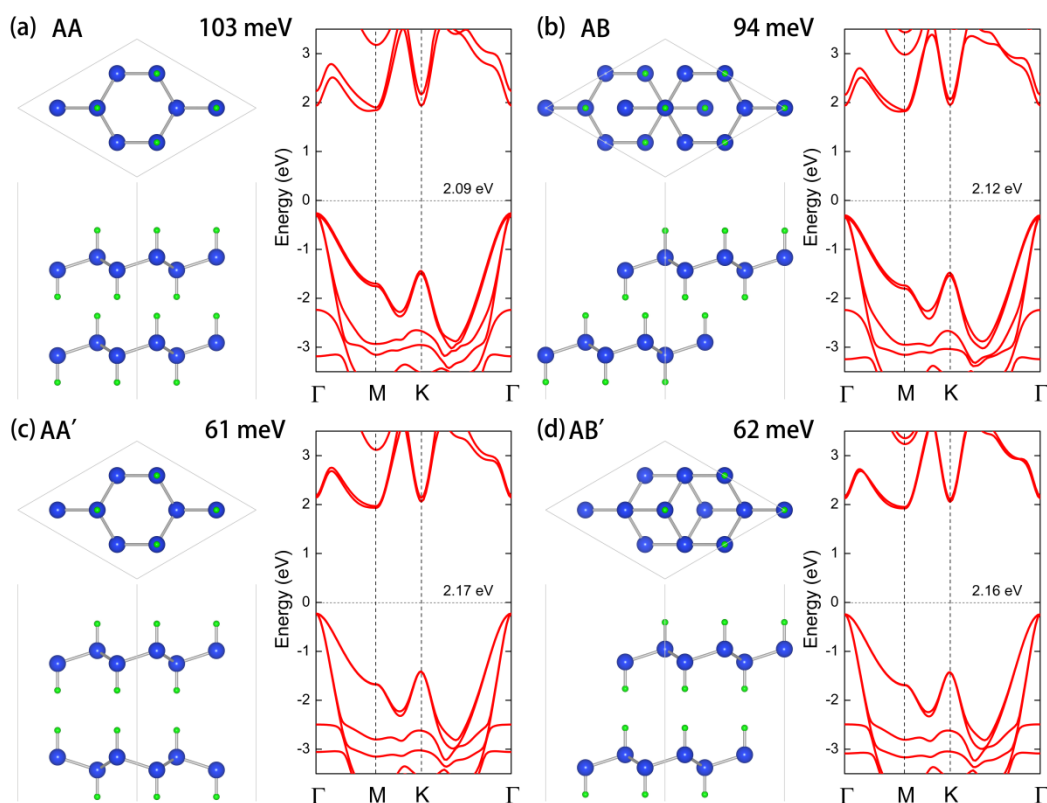 (a) AA 103 meV
Energy (eV)
3
2
1
0
-1
-2
-3
2.09 eV
Γ M K Γ
(b) AB 94 meV
Energy (eV)
3
2
1
0
-1
-2
-3
2.12 eV
Γ M K Γ
(c) AA′ 61 meV
Energy (eV)
3
2
1
0
-1
-2
-3
2.17 eV
Γ M K Γ
(d) AB′ 62 meV
Energy (eV)
3
2
1
0
-1
-2
-3
2.16 eV
Γ M K Γ